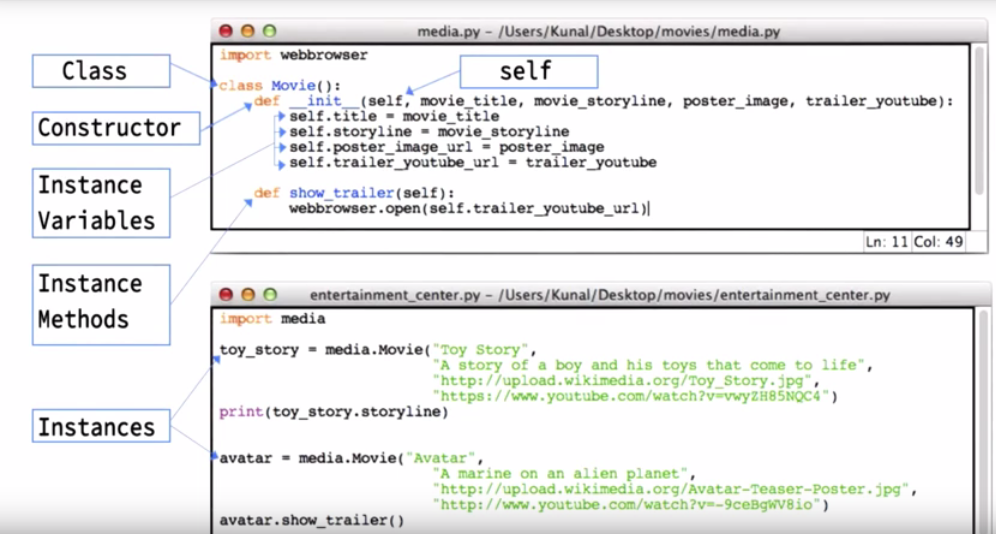 media.py – /Users/Kunal/Desktop/movies/media.py
import webbrowser
Class
self
class Movie():
def __init__(self, movie_title, movie_storyline, poster_image, trailer_youtube):
Constructor
self.title = movie_title
self.storyline = movie_storyline
self.poster_image_url = poster_image
self.trailer_youtube_url = trailer_youtube
Instance
Variables
def show_trailer(self):
webbrowser.open(self.trailer_youtube_url)
Ln: 11 Col: 49
Instance
Methods
entertainment_center.py – /Users/Kunal/Desktop/movies/entertainment_center.py
import media
toy_story = media.Movie("Toy Story",
"A story of a boy and his toys that come to life",
"http://upload.wikimedia.org/Toy_Story.jpg",
"https://www.youtube.com/watch?v=vwyZH85NQC4")
print(toy_story.storyline)
Instances
avatar = media.Movie("Avatar",
"A marine on an alien planet",
"http://upload.wikimedia.org/Avatar-Teaser-Poster.jpg",
"http://www.youtube.com/watch?v=-9ceBgWV8io")
avatar.show_trailer()